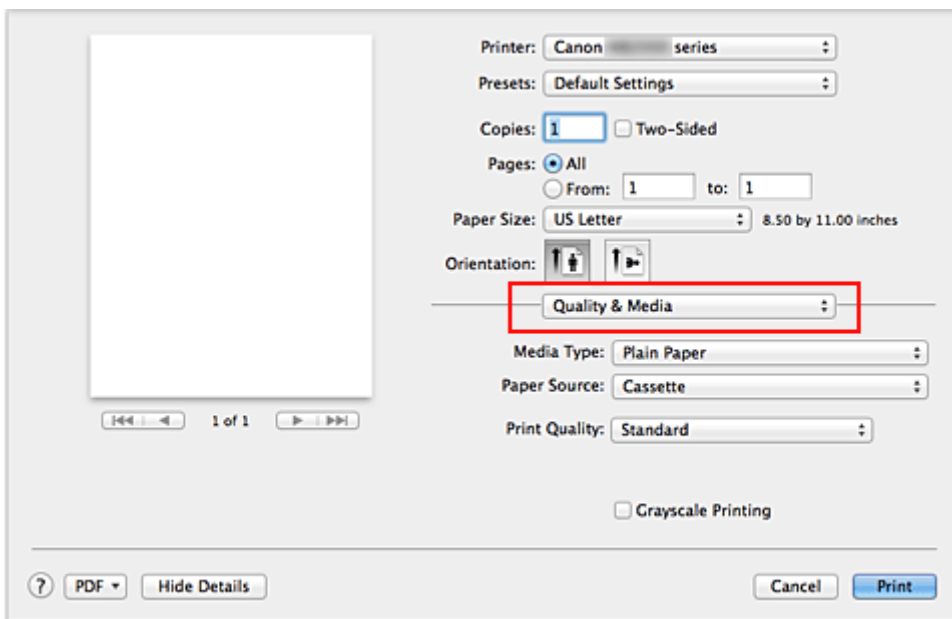 Printer: Canon series
Presets: Default Settings
Copies: 1 Two-Sided
Pages: All
From: 1 to: 1
Paper Size: US Letter 8.50 by 11.00 inches
Orientation:
Quality & Media
Media Type: Plain Paper
Paper Source: Cassette
1 of 1
Print Quality: Standard
Grayscale Printing
? PDF Hide Details Cancel Print